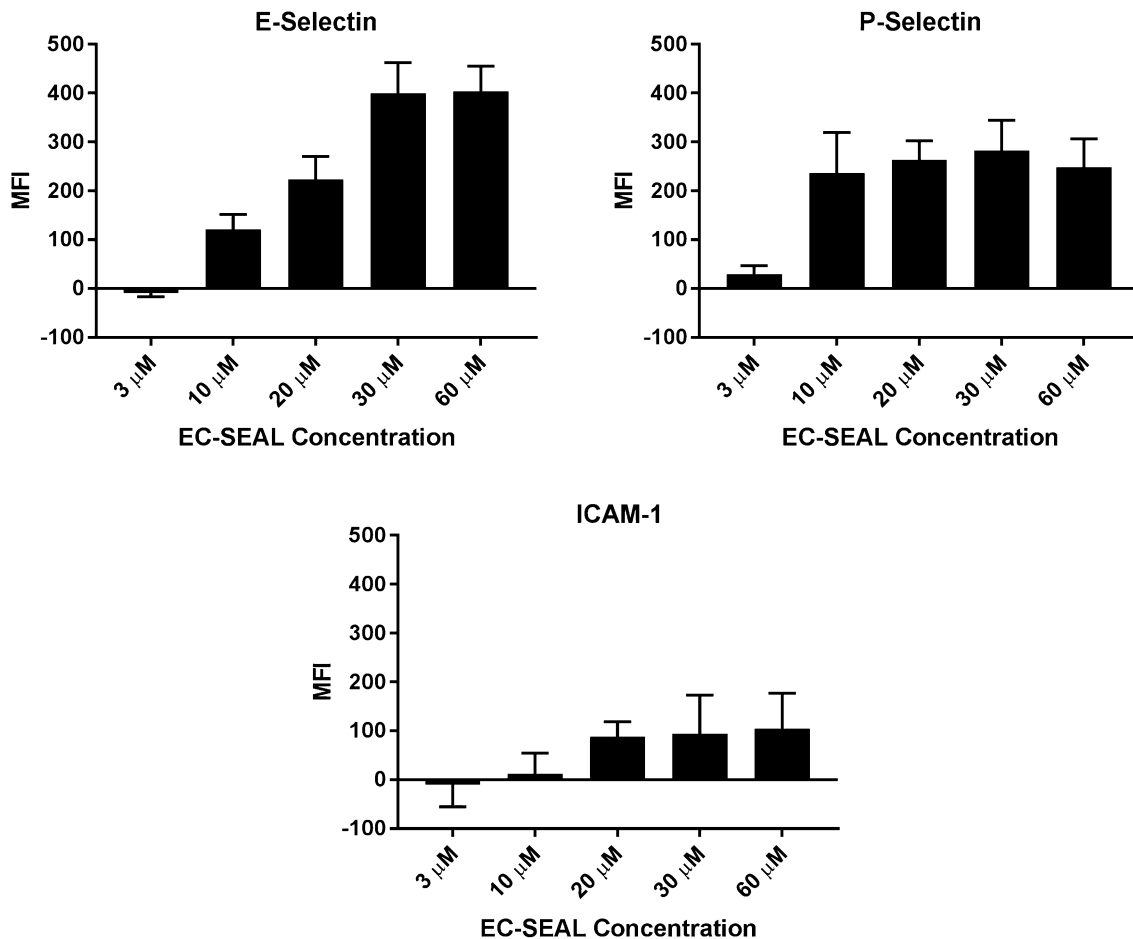 E-Selectin
500
400
300
200
100
0
-100
MFI
3 μM
10 μM
20 μM
30 μM
60 μM
EC-SEAL Concentration
P-Selectin
500
400
300
200
100
0
-100
MFI
3 μM
10 μM
20 μM
30 μM
60 μM
EC-SEAL Concentration
ICAM-1
500
400
300
200
100
0
-100
MFI
3 μM
10 μM
20 μM
30 μM
60 μM
EC-SEAL Concentration